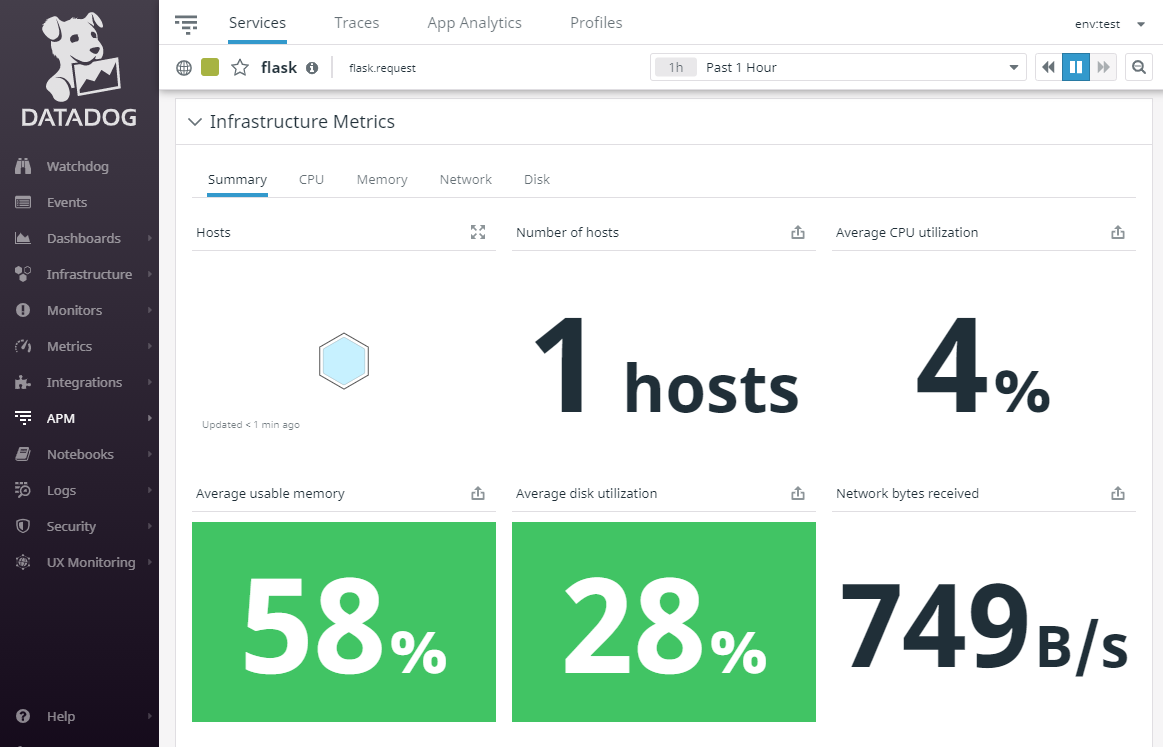 DATADOG
Watchdog
Events
Dashboards
Infrastructure
Monitors
Metrics
Integrations
APM
Notebooks
Logs
Security
UX Monitoring
Help
Services Traces App Analytics Profiles env:test
flask flask.request 1h Past 1 Hour
Infrastructure Metrics
Summary CPU Memory Network Disk
Hosts Number of hosts Average CPU utilization
1 hosts 4%
Updated < 1 min ago
Average usable memory Average disk utilization Network bytes received
58% 28% 749B/s